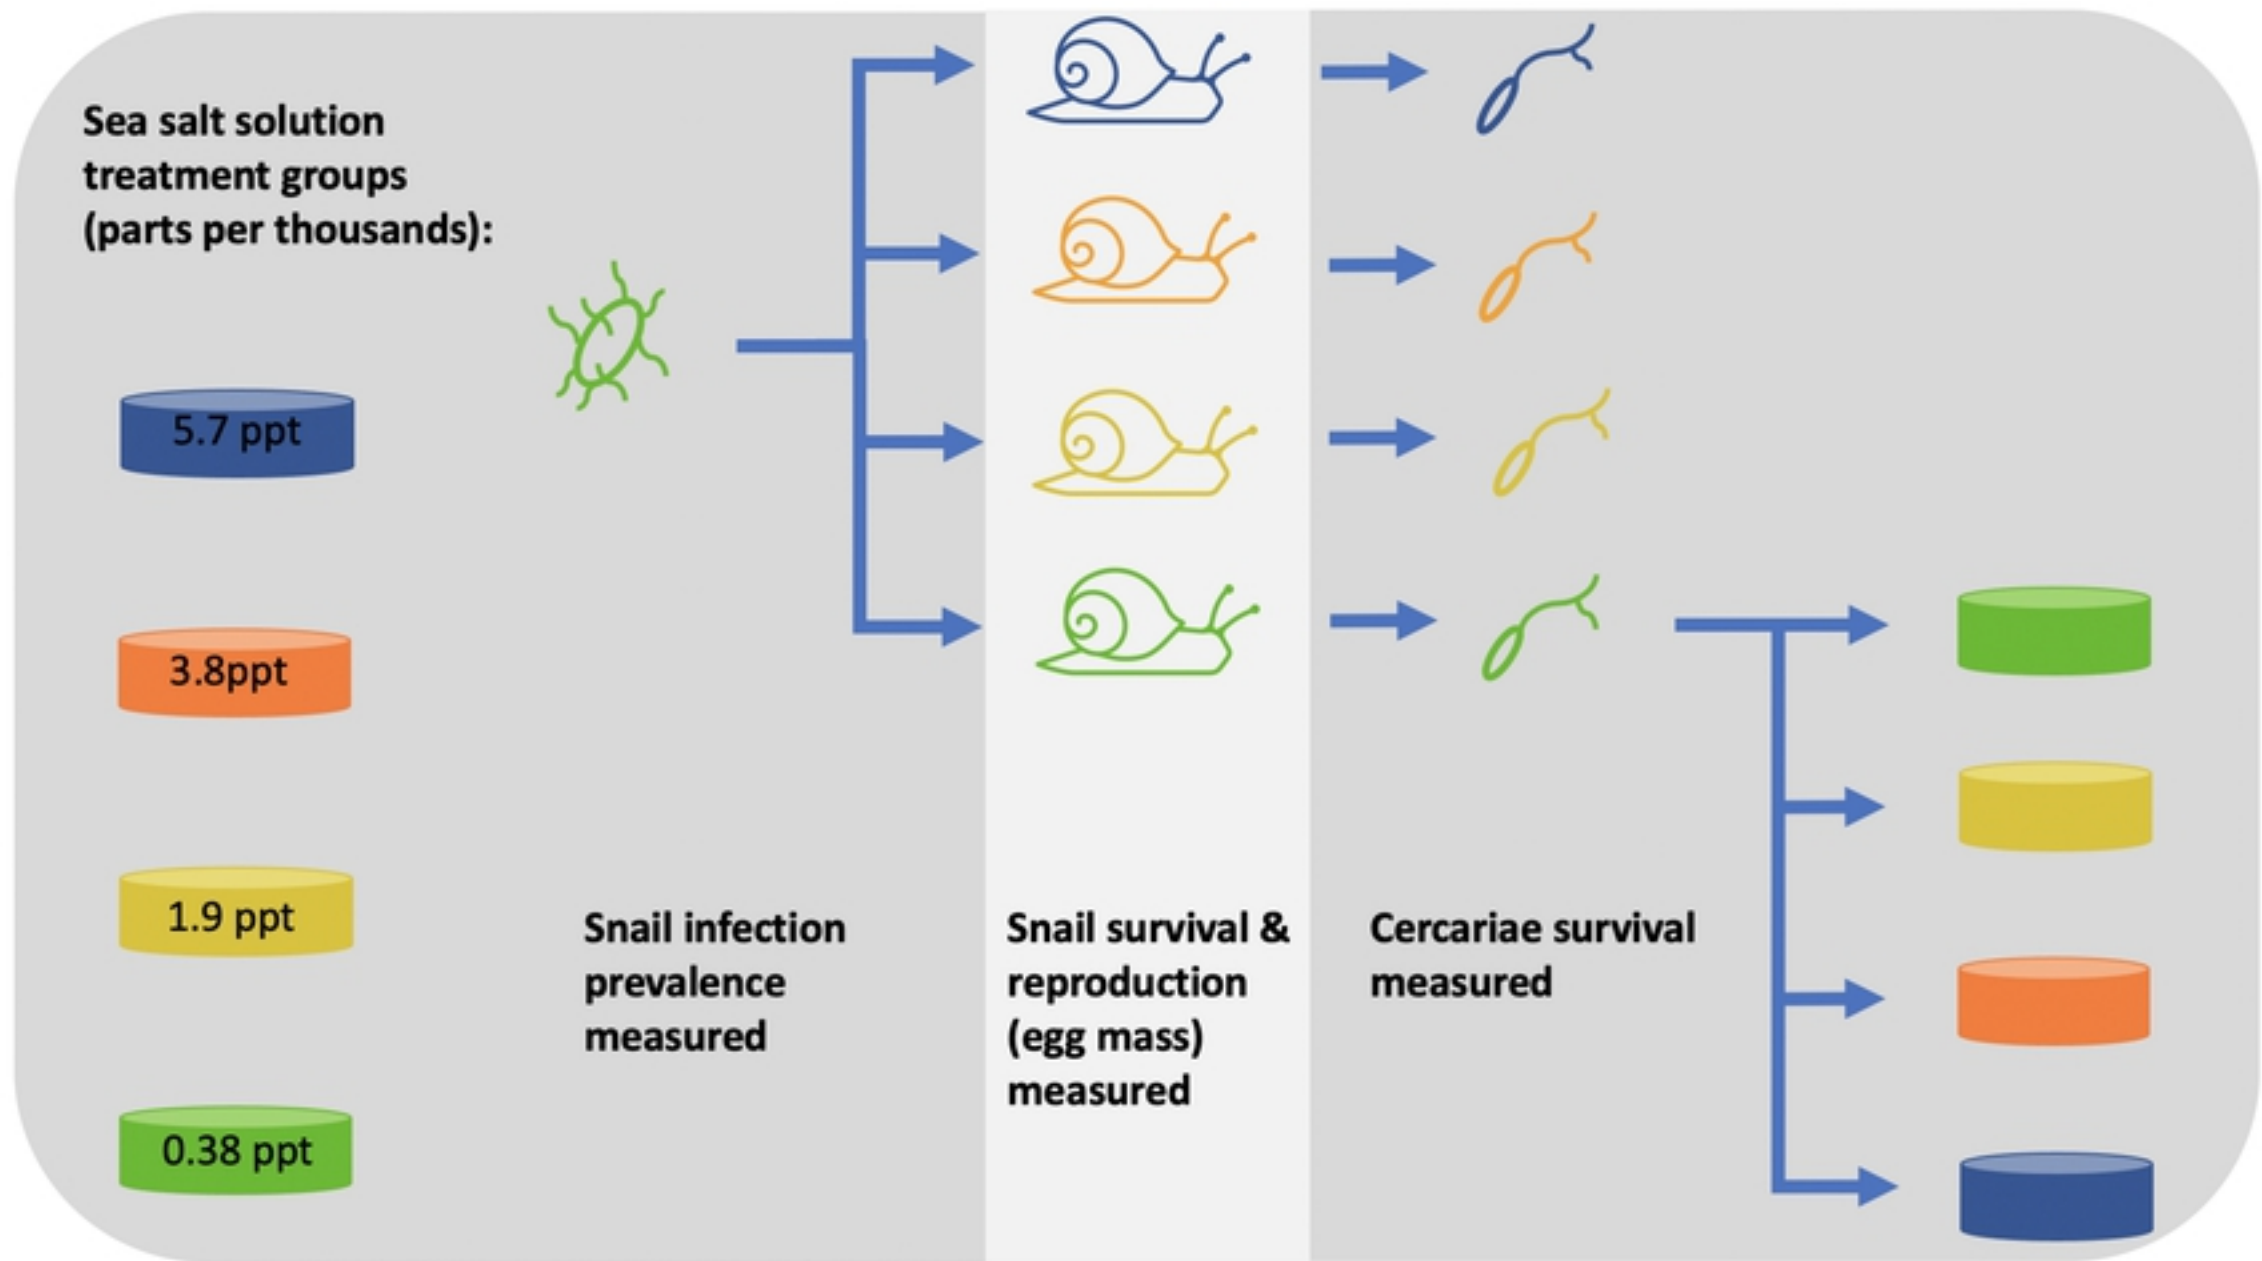 Sea salt solution
treatment groups
(parts per thousands):
5.7 ppt
3.8ppt
1.9 ppt
0.38 ppt
Snail infection
prevalence
measured
Snail survival &
reproduction
(egg mass)
measured
Cercariae survival
measured